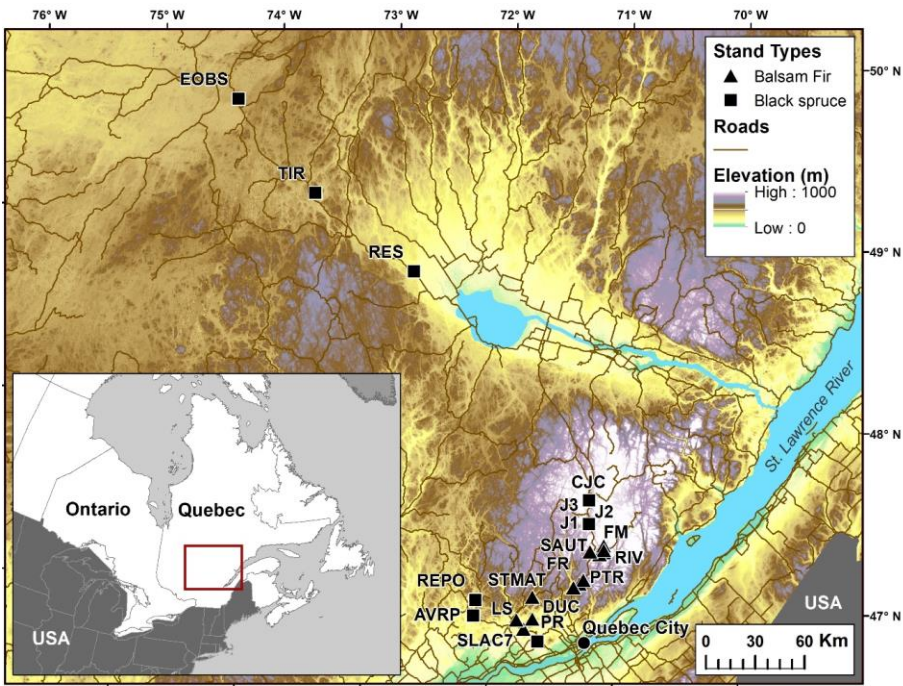 76°W
75°W
74°W
73°W
72°W
71°W
70°W
EOBS
TIR
RES
Stand Types
Balsam Fir
Black spruce
Roads
Elevation (m)
High : 1000
Low : 0
50° N
49° N
48° N
47° N
St. Lawrence River
Ontario
Quebec
USA
CJC
J3
J2
J1
FM
SAUT
RIV
FR
PTR
STMAT
REPO
LS
DUC
AVRP
PR
SLAC7
Quebec City
USA
0 20 40 60 Km